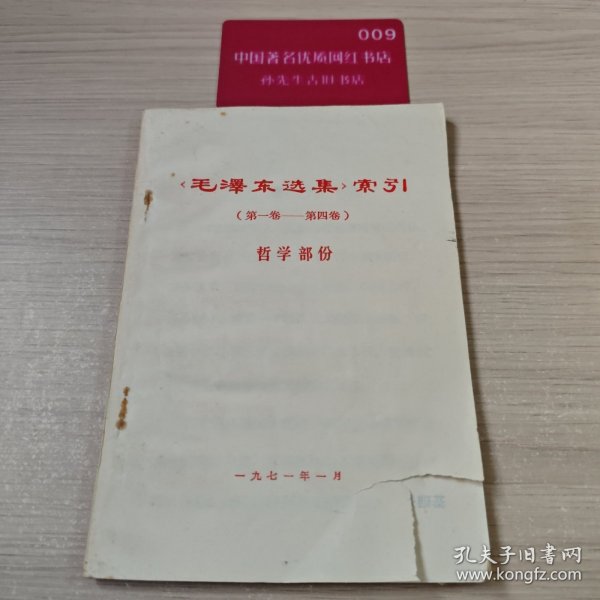 009
中国著名优质网红书店
孙先生古旧书店
《毛澤东选集》索引
（第一卷——第四卷）
哲学部份
一九七一年一月
孔夫子旧书网
www.kongfz.com